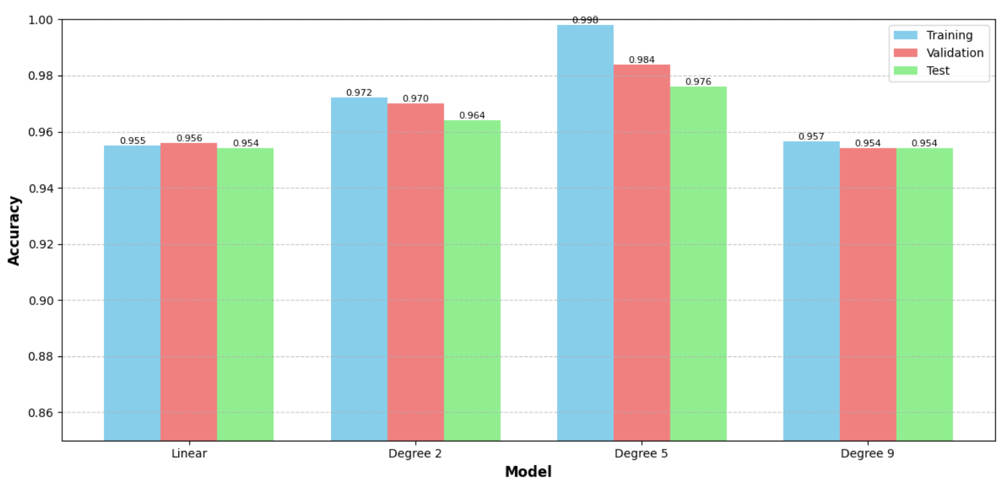 1.00
0.98
0.96
0.94
0.92
0.90
0.88
0.86
Accuracy
0.955
0.956
0.954
0.972
0.970
0.964
0.998
0.984
0.976
0.957
0.954
0.954
Training
Validation
Test
Linear
Degree 2
Degree 5
Degree 9
Model